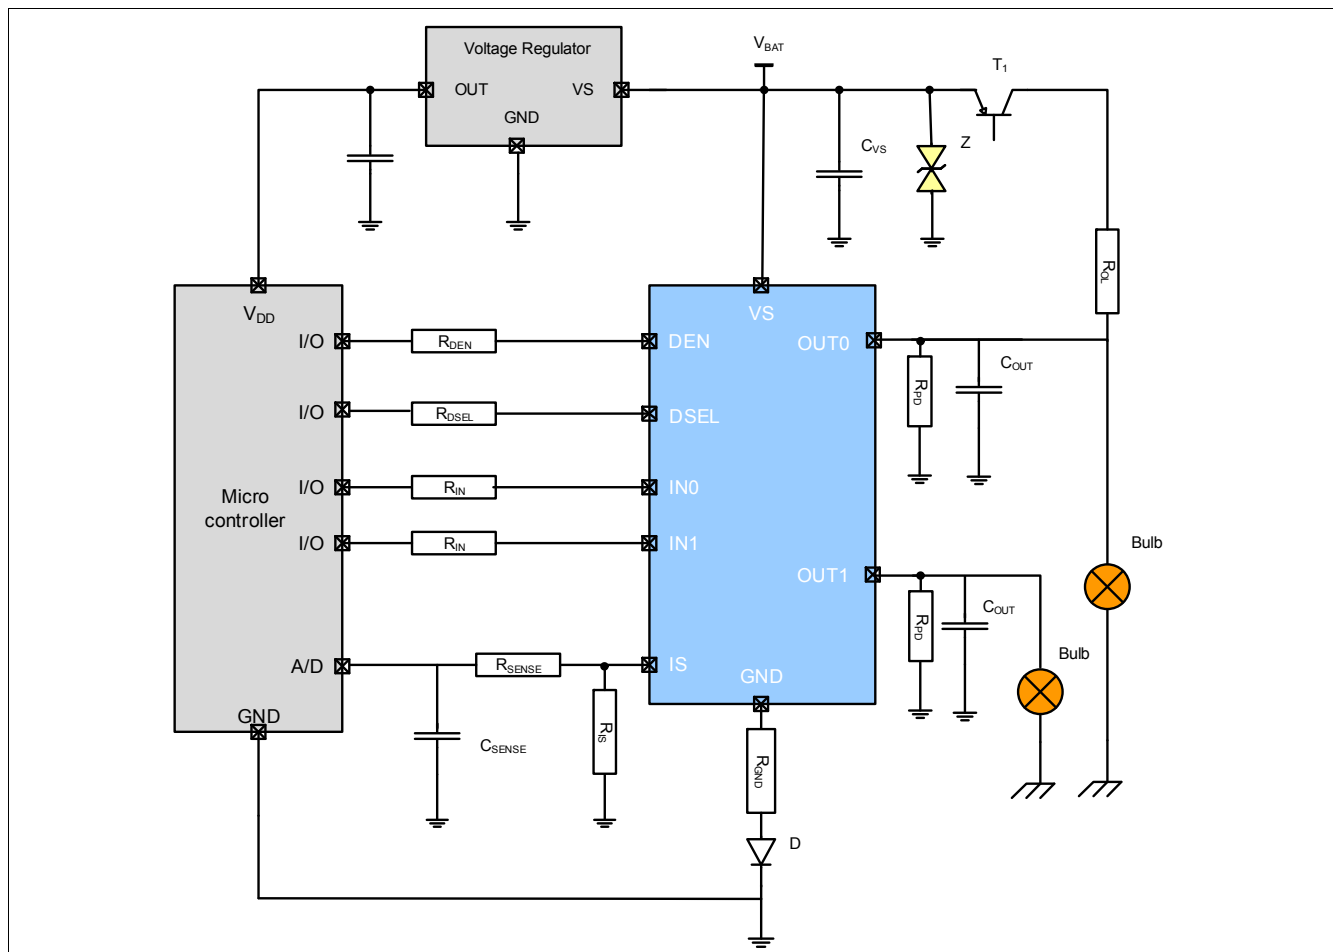 Voltage Regulator
OUT
VS
GND
VBAT
T1
CVS
Z
ROL
VDD
I/O
RDEN
DEN
VS
OUT0
COUT
RPD
I/O
RDSEL
DSEL
I/O
RIN
IN0
Micro
controller
I/O
RIN
IN1
OUT1
Bulb
COUT
RPD
Bulb
A/D
RSENSE
IS
GND
GND
CSENSE
RIS
RGND
D